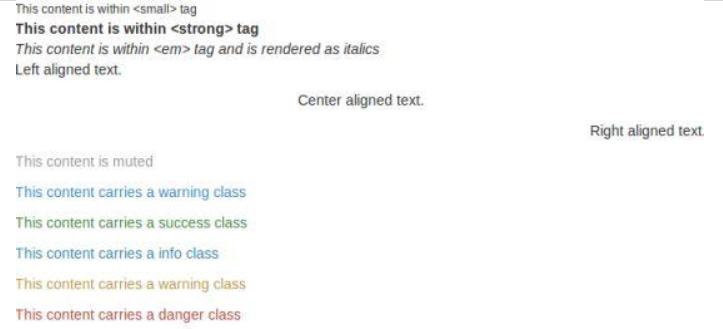 This content is within <small> tag
This content is within <strong> tag
This content is within <em> tag and is rendered as italics
Left aligned text.
Center aligned text.
Right aligned text.
This content is muted
This content carries a warning class
This content carries a success class
This content carries a info class
This content carries a warning class
This content carries a danger class